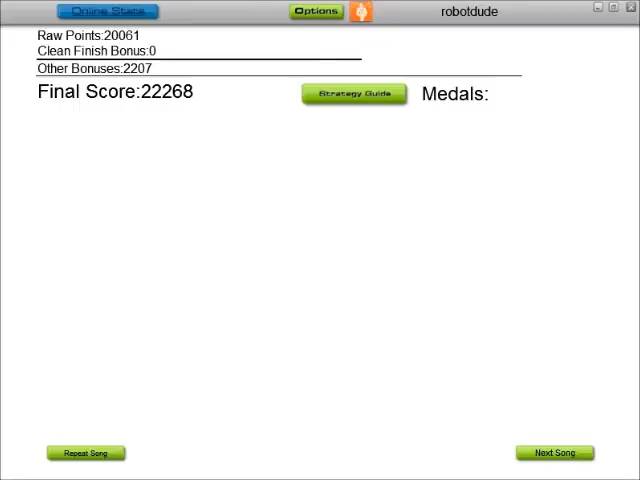 Online Stats Options robotdude
Raw Points:20061
Clean Finish Bonus:0
Other Bonuses:2207
Final Score:22268 Strategy Guide Medals:
Repeat Song Next Song